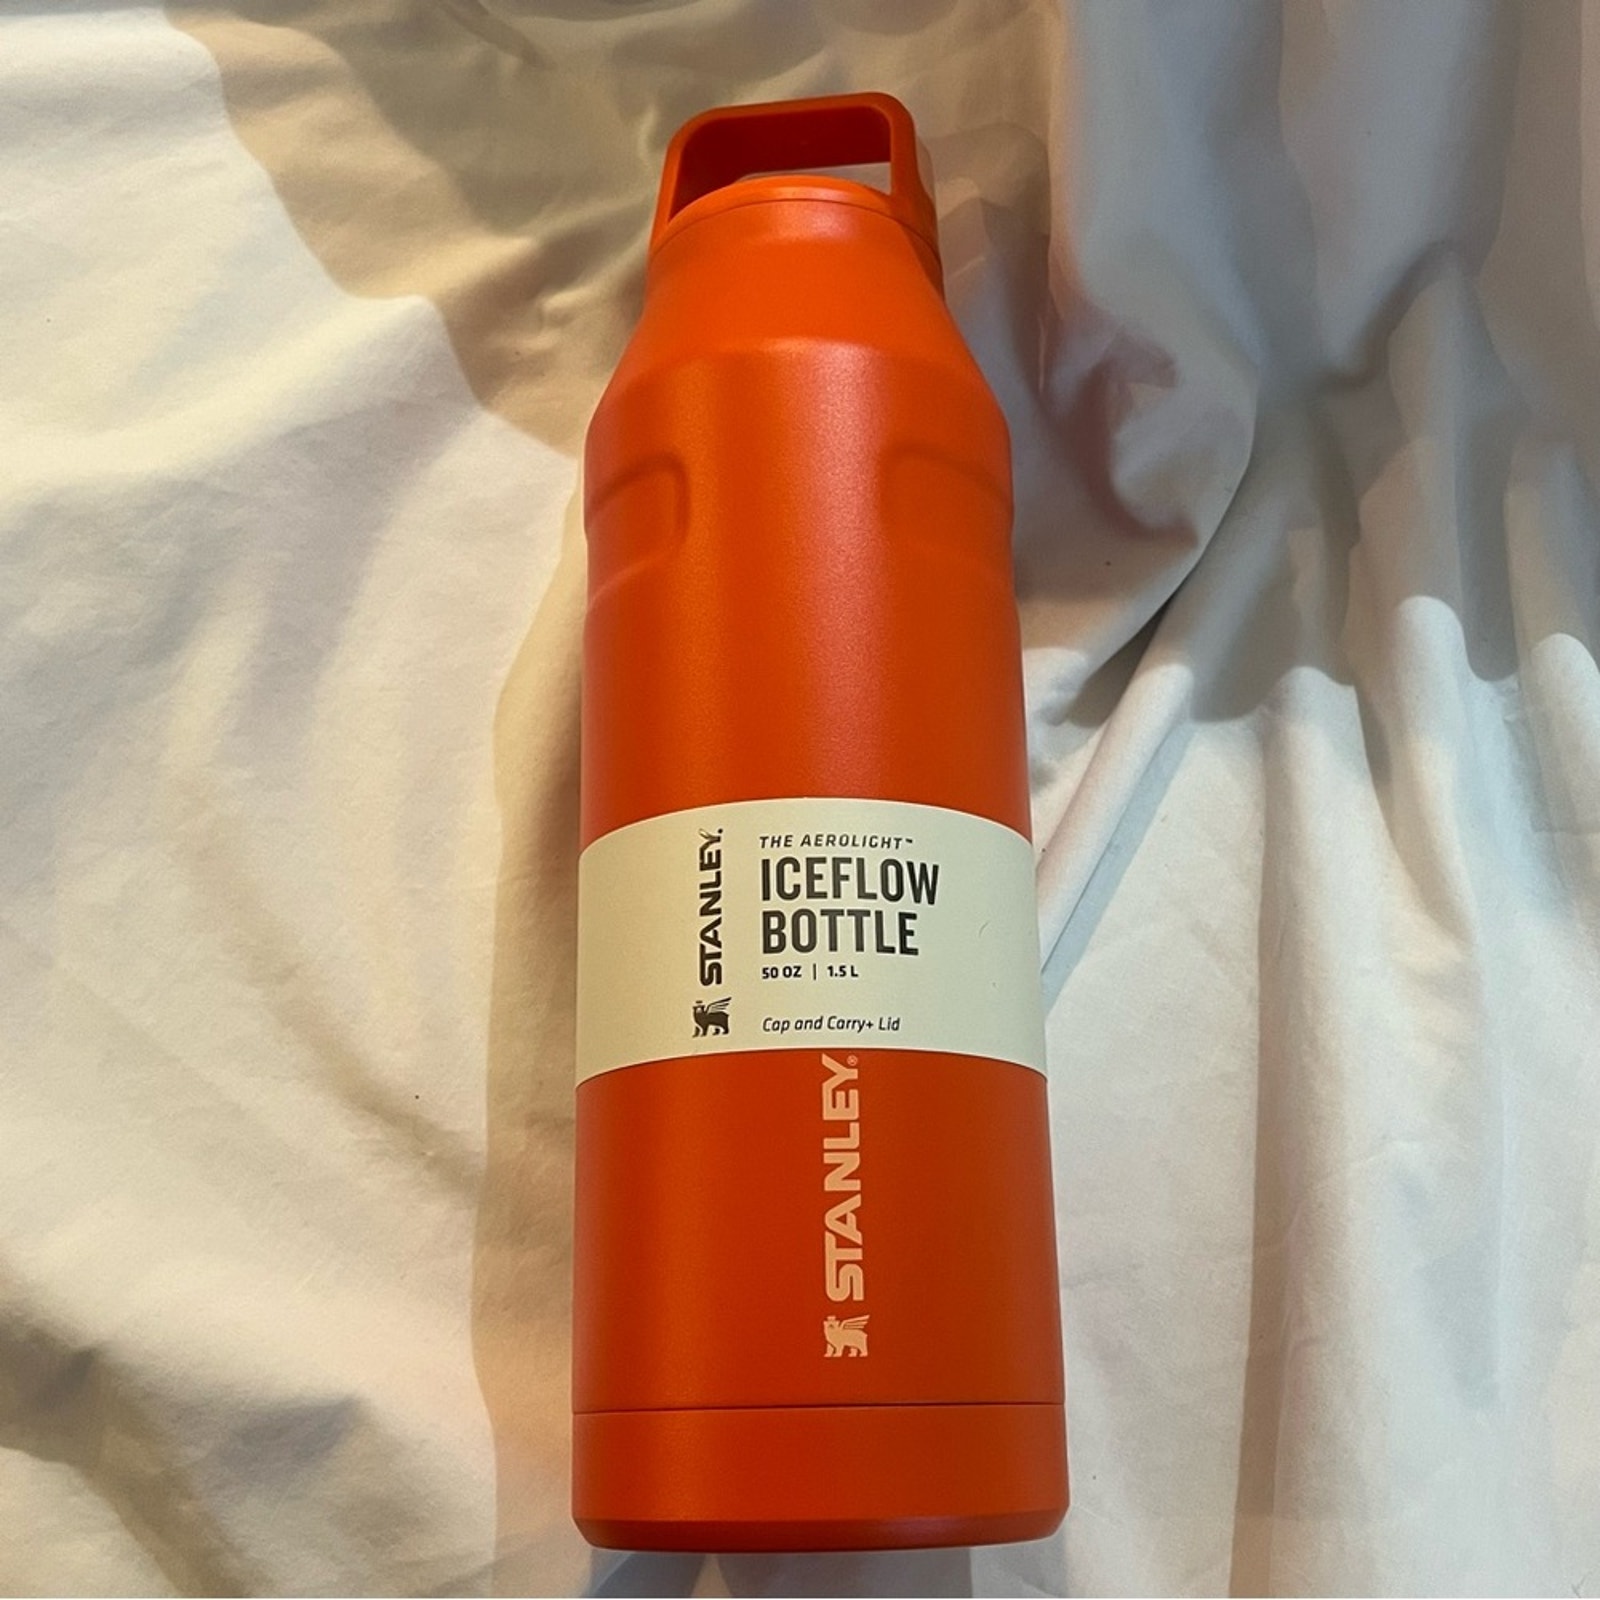 STANLEY.
THE AEROLIGHT™
ICEFLOW
BOTTLE
50 OZ | 1.5 L
Cap and Carry+ Lid
STANLEY®